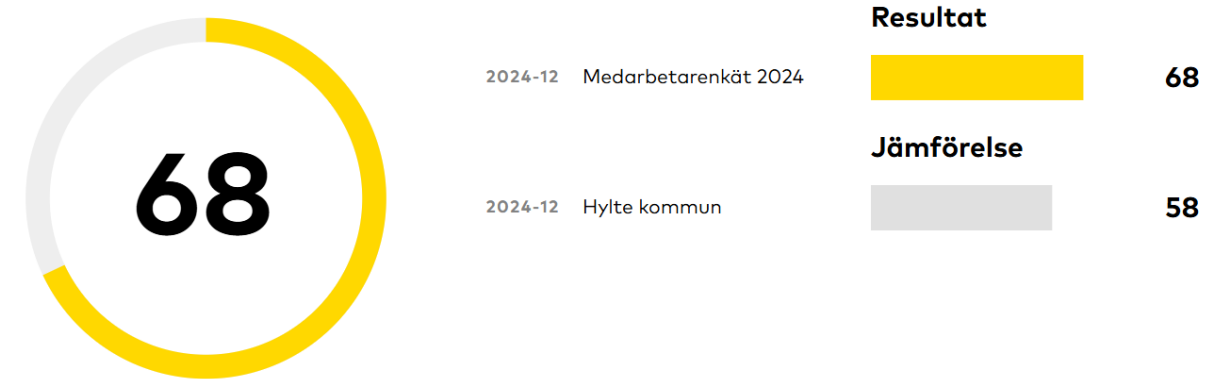 68
Resultat
2024-12 Medarbetarenkät 2024 68
Jämförelse
2024-12 Hylte kommun 58